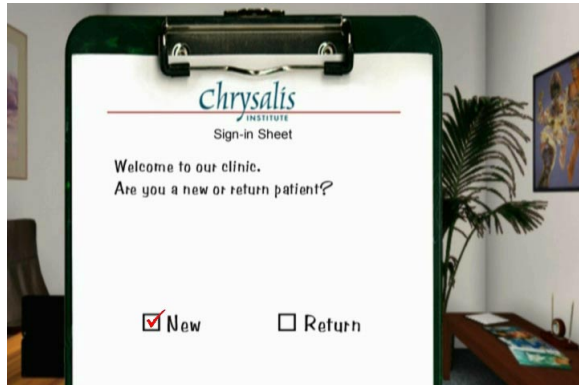 Chrysalis
INSTITUTE
Sign-in Sheet
Welcome to our clinic.
Are you a new or return patient?
New
Return